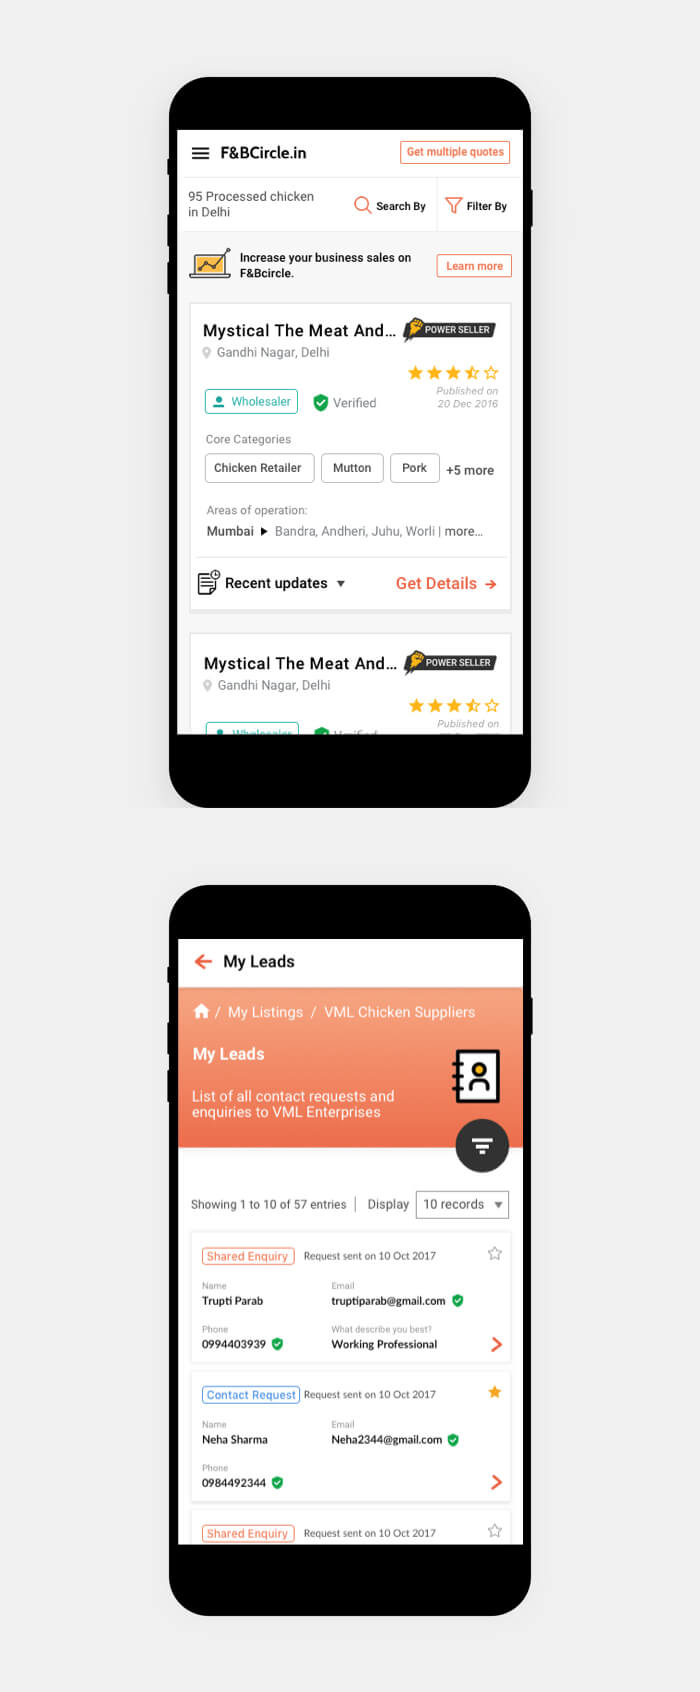 F&BCircle.in
Get multiple quotes
95 Processed chicken
in Delhi
Search By
Filter By
Increase your business sales on
F&Bcircle.
Learn more
Mystical The Meat And...
POWER SELLER
Gandhi Nagar, Delhi
Published on
20 Dec 2016
Wholesaler
Verified
Core Categories
Chicken Retailer
Mutton
Pork
+5 more
Areas of operation:
Mumbai ▶ Bandra, Andheri, Juhu, Worli | more...
Recent updates
Get Details →
Mystical The Meat And...
POWER SELLER
Gandhi Nagar, Delhi
Published on
Wholesaler
Verified
My Leads
/ My Listings / VML Chicken Suppliers
My Leads
List of all contact requests and
enquiries to VML Enterprises
Showing 1 to 10 of 57 entries | Display 10 records
Shared Enquiry Request sent on 10 Oct 2017
Name
Email
Trupti Parab
truptiparab@gmail.com
Phone
What describe you best?
0994403939
Working Professional
Contact Request Request sent on 10 Oct 2017
Name
Email
Neha Sharma
Neha2344@gmail.com
Phone
0984492344
Shared Enquiry Request sent on 10 Oct 2017